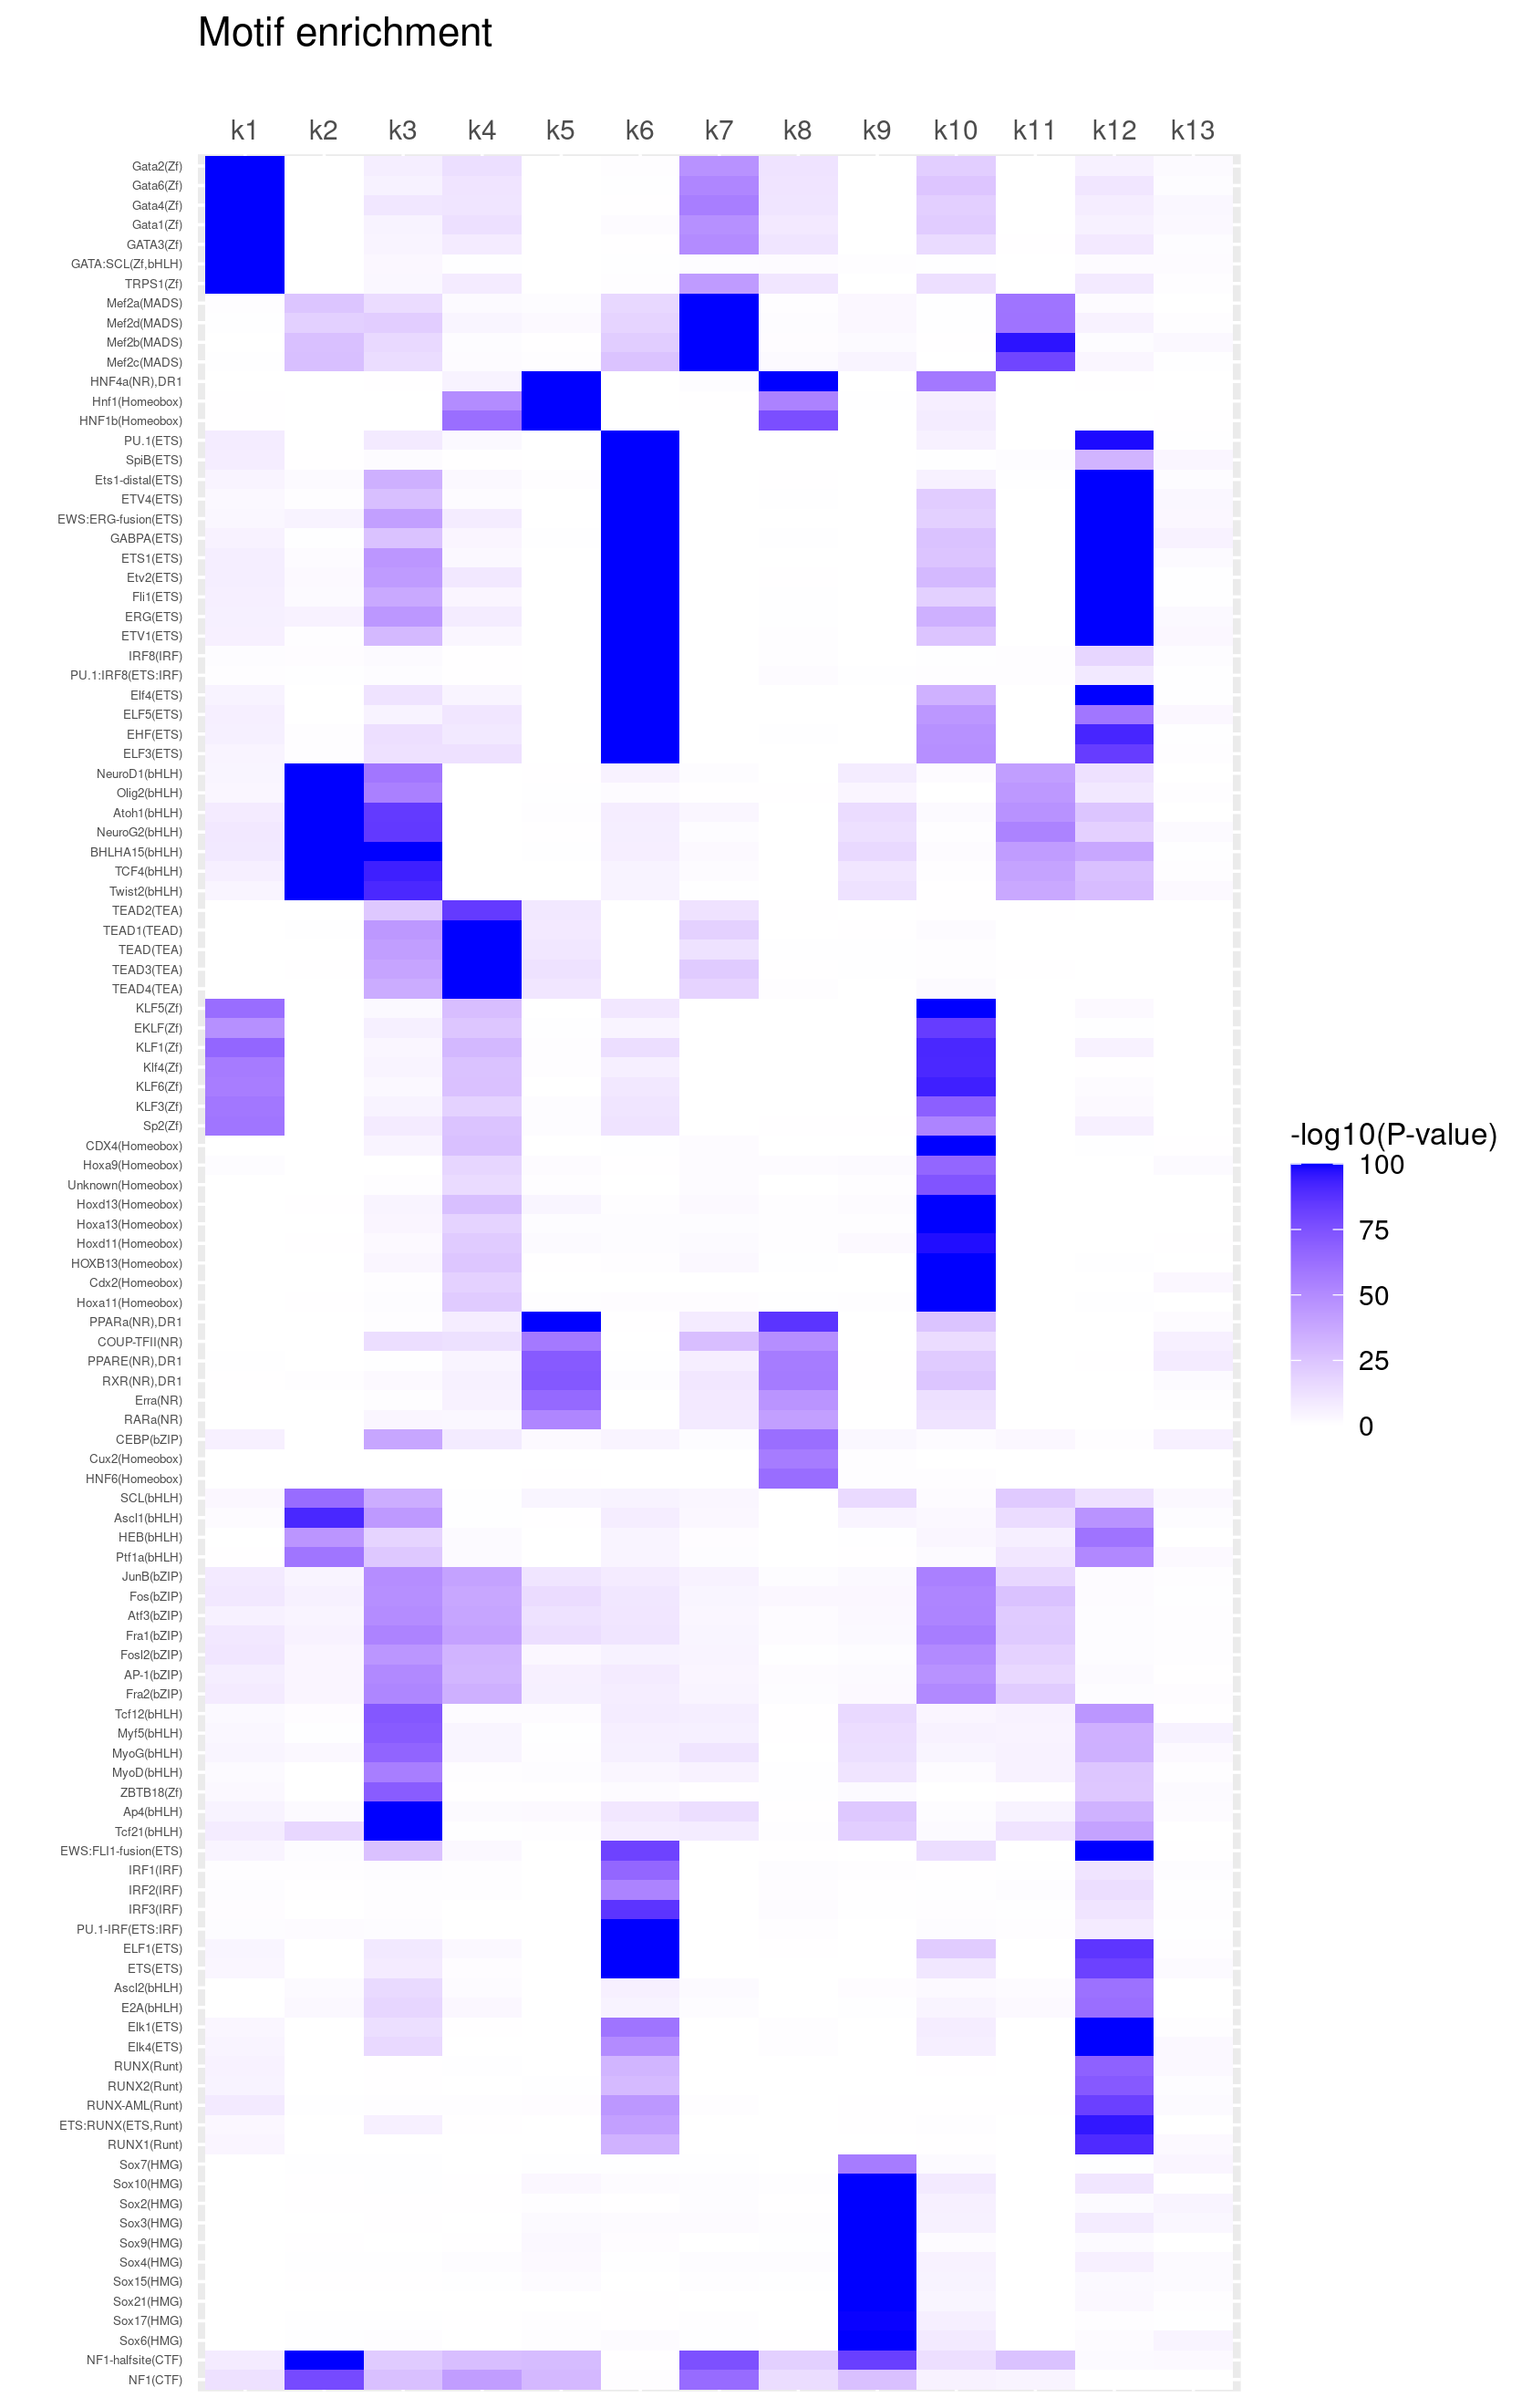 Motif enrichment
k1 k2 k3 k4 k5 k6 k7 k8 k9 k10 k11 k12 k13
Gata2(Zf)
Gata6(Zf)
Gata4(Zf)
Gata1(Zf)
GATA3(Zf)
GATA:SCL(Zf,bHLH)
TRPS1(Zf)
Mef2a(MADS)
Mef2d(MADS)
Mef2b(MADS)
Mef2c(MADS)
HNF4a(NR),DR1
Hnf1(Homeobox)
HNF1b(Homeobox)
PU.1(ETS)
SpiB(ETS)
Ets1-distal(ETS)
ETV4(ETS)
EWS:ERG-fusion(ETS)
GABPA(ETS)
ETS1(ETS)
Etv2(ETS)
Fli1(ETS)
ERG(ETS)
ETV1(ETS)
IRF8(IRF)
PU.1:IRF8(ETS:IRF)
Elf4(ETS)
ELF5(ETS)
EHF(ETS)
ELF3(ETS)
NeuroD1(bHLH)
Olig2(bHLH)
Atoh1(bHLH)
NeuroG2(bHLH)
BHLHA15(bHLH)
TCF4(bHLH)
Twist2(bHLH)
TEAD2(TEA)
TEAD1(TEAD)
TEAD(TEA)
TEAD3(TEA)
TEAD4(TEA)
KLF5(Zf)
EKLF(Zf)
KLF1(Zf)
Klf4(Zf)
KLF6(Zf)
KLF3(Zf)
Sp2(Zf)
CDX4(Homeobox)
Hoxa9(Homeobox)
Unknown(Homeobox)
Hoxd13(Homeobox)
Hoxa13(Homeobox)
Hoxd11(Homeobox)
HOXB13(Homeobox)
Cdx2(Homeobox)
Hoxa11(Homeobox)
PPARa(NR),DR1
COUP-TFII(NR)
PPARE(NR),DR1
RXR(NR),DR1
Erra(NR)
RARa(NR)
CEBP(bZIP)
Cux2(Homeobox)
HNF6(Homeobox)
SCL(bHLH)
Ascl1(bHLH)
HEB(bHLH)
Ptf1a(bHLH)
JunB(bZIP)
Fos(bZIP)
Atf3(bZIP)
Fra1(bZIP)
Fosl2(bZIP)
AP-1(bZIP)
Fra2(bZIP)
Tcf12(bHLH)
Myf5(bHLH)
MyoG(bHLH)
MyoD(bHLH)
ZBTB18(Zf)
Ap4(bHLH)
Tcf21(bHLH)
EWS:FLI1-fusion(ETS)
IRF1(IRF)
IRF2(IRF)
IRF3(IRF)
PU.1-IRF(ETS:IRF)
ELF1(ETS)
ETS(ETS)
Ascl2(bHLH)
E2A(bHLH)
Elk1(ETS)
Elk4(ETS)
RUNX(Runt)
RUNX2(Runt)
RUNX-AML(Runt)
ETS:RUNX(ETS,Runt)
RUNX1(Runt)
Sox7(HMG)
Sox10(HMG)
Sox2(HMG)
Sox3(HMG)
Sox9(HMG)
Sox4(HMG)
Sox15(HMG)
Sox21(HMG)
Sox17(HMG)
Sox6(HMG)
NF1-halfsite(CTF)
NF1(CTF)
-log10(P-value)
100
75
50
25
0